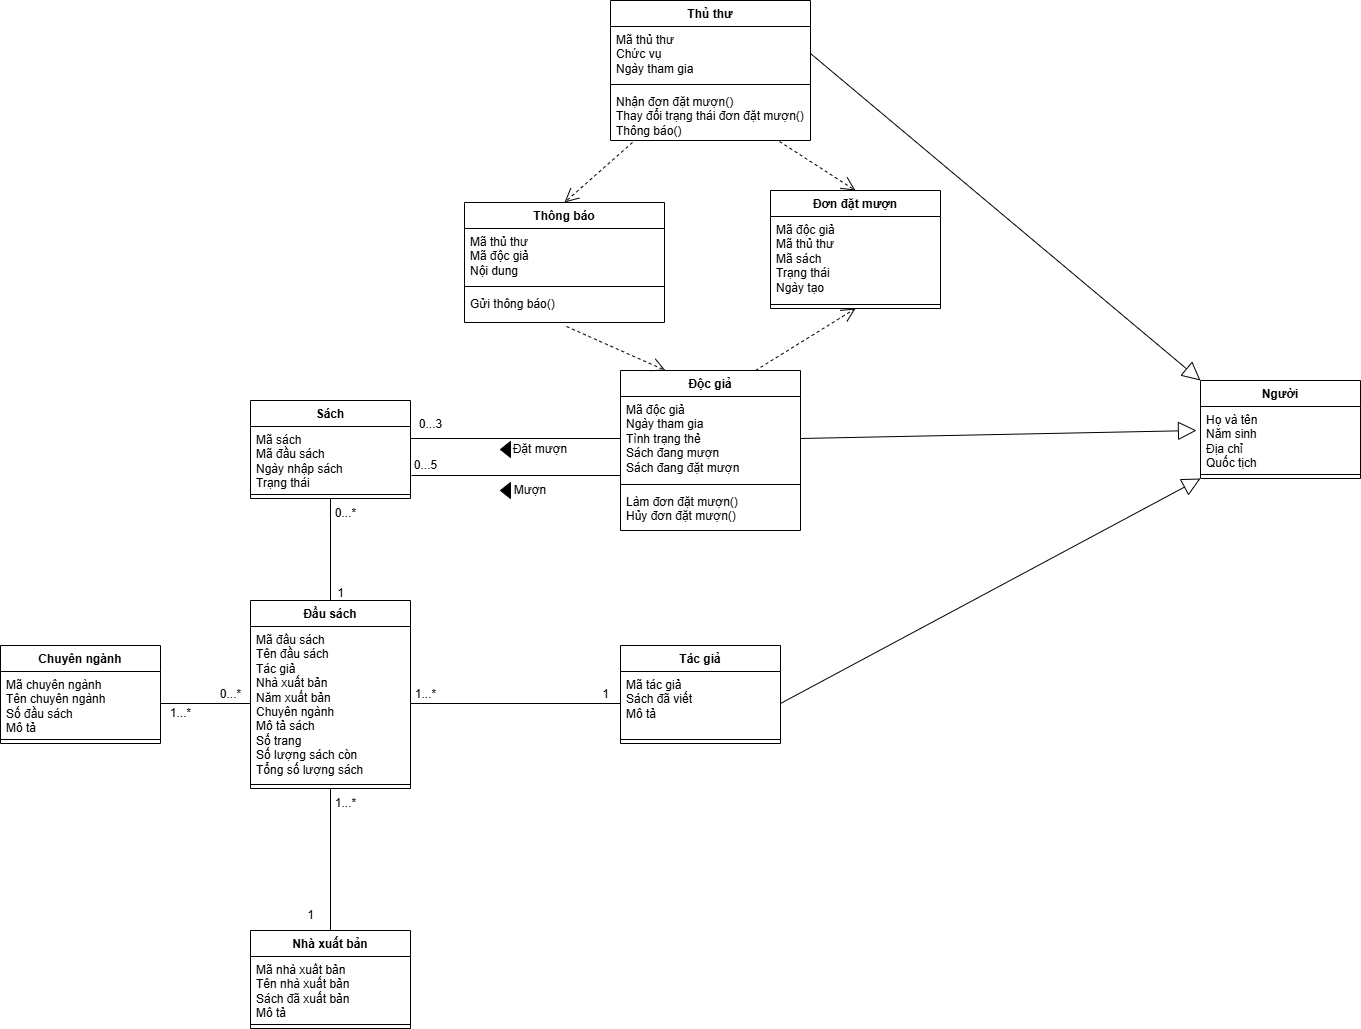 Thủ thư
Mã thủ thư
Chức vụ
Ngày tham gia
Nhận đơn đặt mượn()
Thay đổi trạng thái đơn đặt mượn()
Thông báo()
Thông báo
Mã thủ thư
Mã độc giả
Nội dung
Gửi thông báo()
Đơn đặt mượn
Mã độc giả
Mã thủ thư
Mã sách
Trạng thái
Ngày tạo
Độc giả
Mã độc giả
Ngày tham gia
Tình trạng thẻ
Sách đang mượn
Sách đang đặt mượn
Làm đơn đặt mượn()
Hủy đơn đặt mượn()
Người
Họ và tên
Năm sinh
Địa chỉ
Quốc tịch
Sách
Mã sách
Mã đầu sách
Ngày nhập sách
Trạng thái
0...3
Đặt mượn
0...5
Mượn
0...*
1
Đầu sách
Mã đầu sách
Tên đầu sách
Tác giả
Nhà xuất bản
Năm xuất bản
Chuyên ngành
Mô tả sách
Số trang
Số lượng sách còn
Tổng số lượng sách
Chuyên ngành
Mã chuyên ngành
Tên chuyên ngành
Số đầu sách
Mô tả
0...*
1...*
1...*
1
Tác giả
Mã tác giả
Sách đã viết
Mô tả
1...*
1
Nhà xuất bản
Mã nhà xuất bản
Tên nhà xuất bản
Sách đã xuất bản
Mô tả